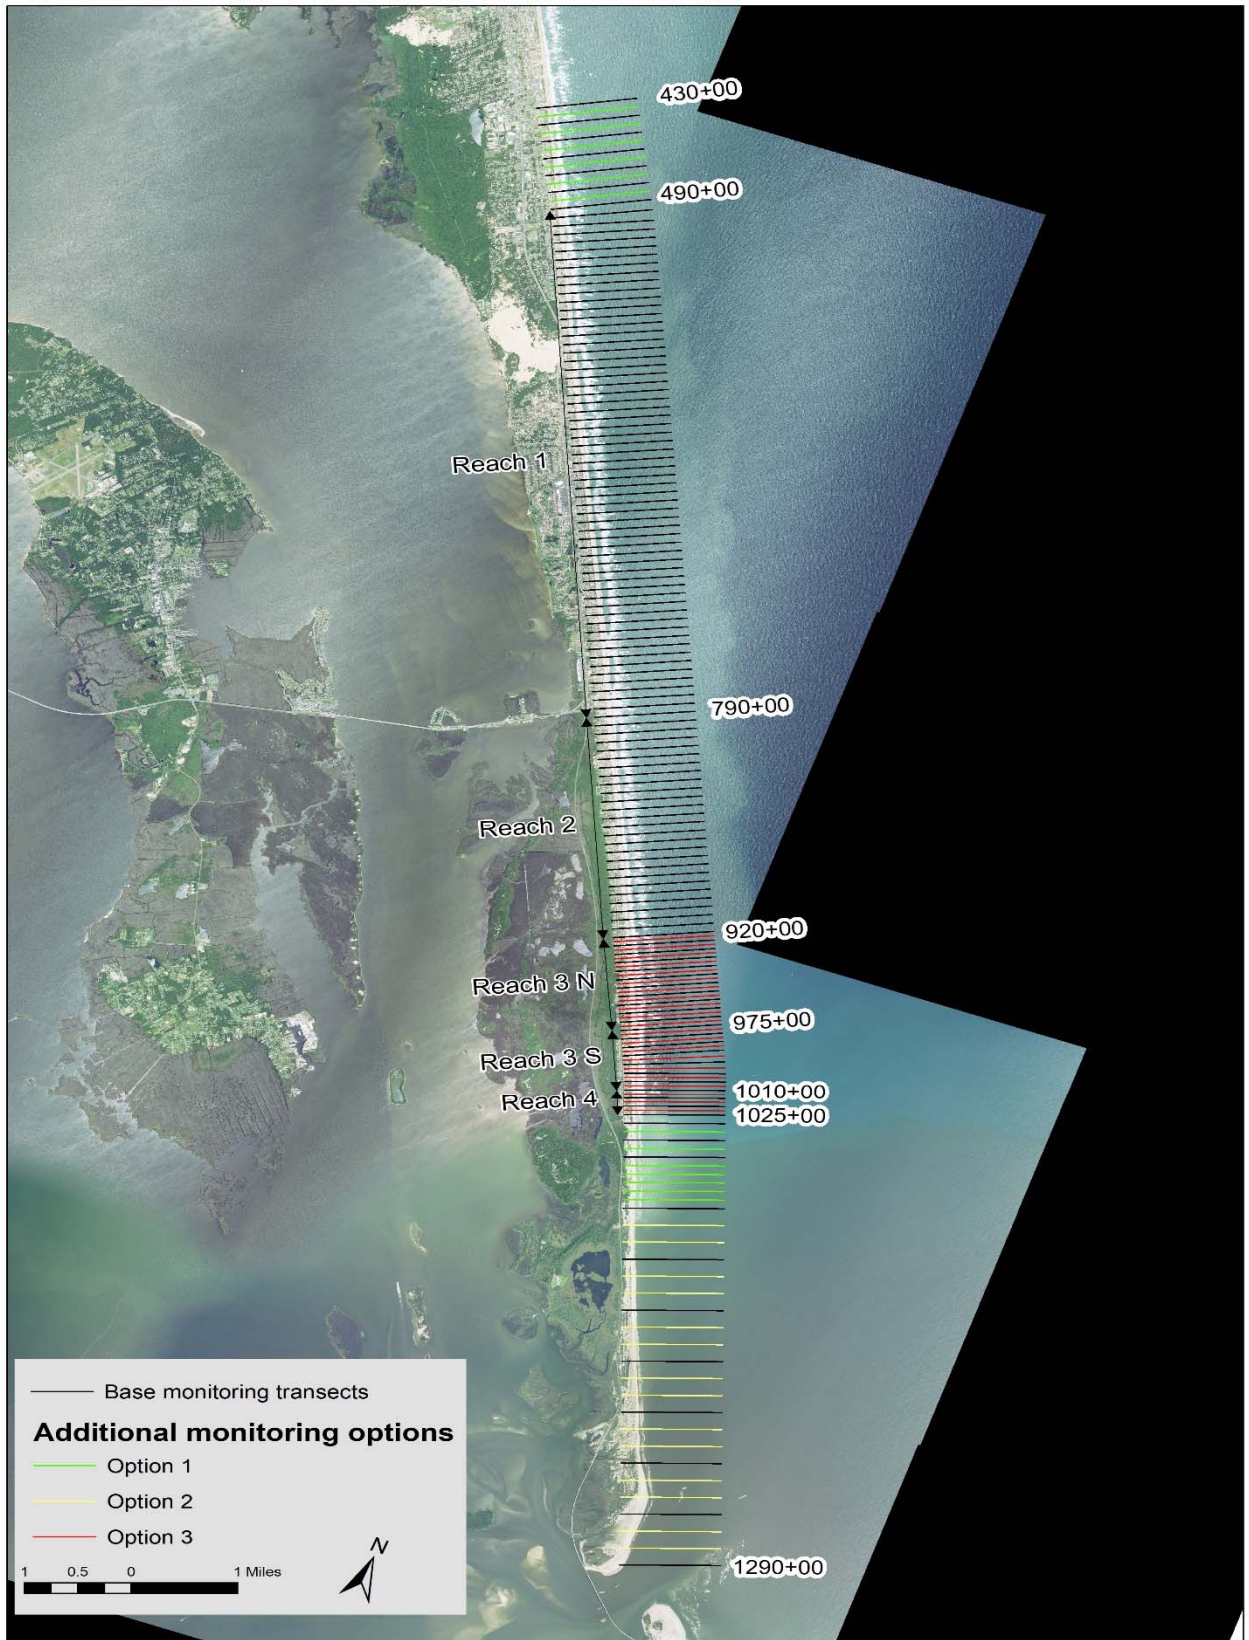 430+00
490+00
Reach 1
790+00
Reach 2
920+00
Reach 3 N
975+00
Reach 3 S
1010+00
Reach 4
1025+00
Base monitoring transects
Additional monitoring options
Option 1
Option 2
Option 3
N
1 0.5 0 1 Miles
1290+00